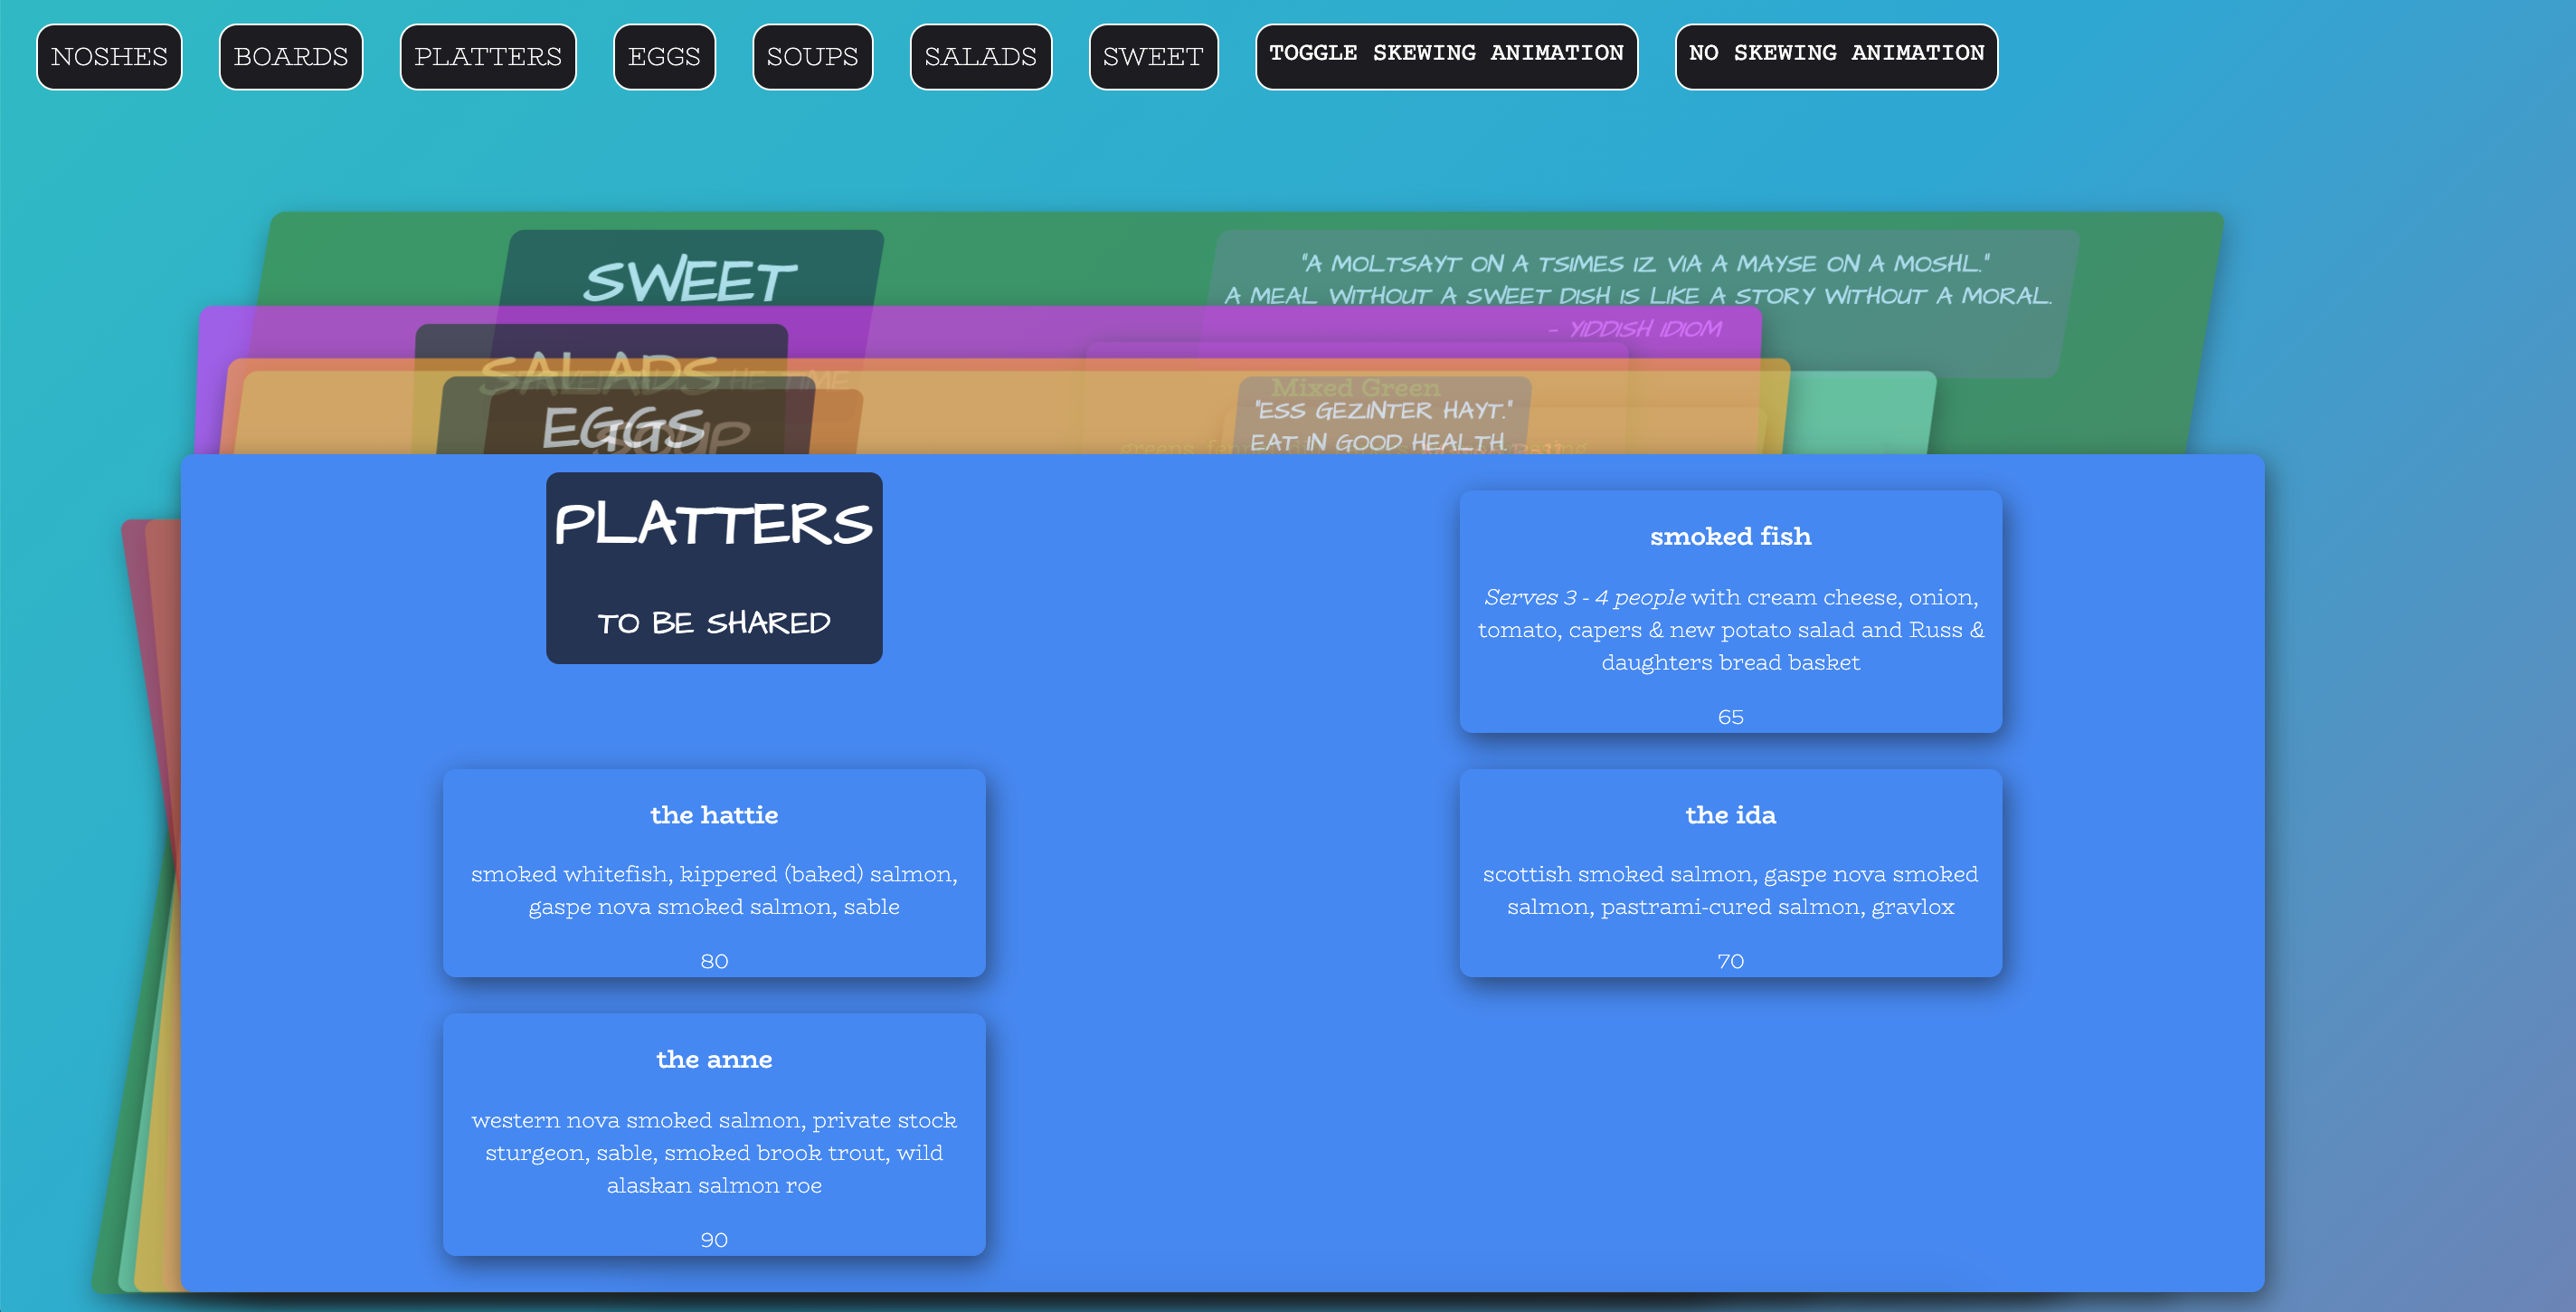 NOSHES
BOARDS
PLATTERS
EGGS
SOUPS
SALADS
SWEET
TOGGLE SKEWING ANIMATION
NO SKEWING ANIMATION
SWEET
"A MOLTSAYT ON A TSIMES IZ VIA A MAYSE ON A MOSHL."
A MEAL WITHOUT A SWEET DISH IS LIKE A STORY WITHOUT A MORAL.
- YIDDISH IDIOM
SALADS
Mixed Green
EGGS
"ESS GEZINTER HAYT."
EAT IN GOOD HEALTH.
SOUP
PLATTERS
TO BE SHARED
smoked fish
Serves 3 - 4 people with cream cheese, onion,
tomato, capers & new potato salad and Russ &
daughters bread basket
65
the hattie
smoked whitefish, kippered (baked) salmon,
gaspe nova smoked salmon, sable
80
the ida
scottish smoked salmon, gaspe nova smoked
salmon, pastrami-cured salmon, gravlox
70
the anne
western nova smoked salmon, private stock
sturgeon, sable, smoked brook trout, wild
alaskan salmon roe
90